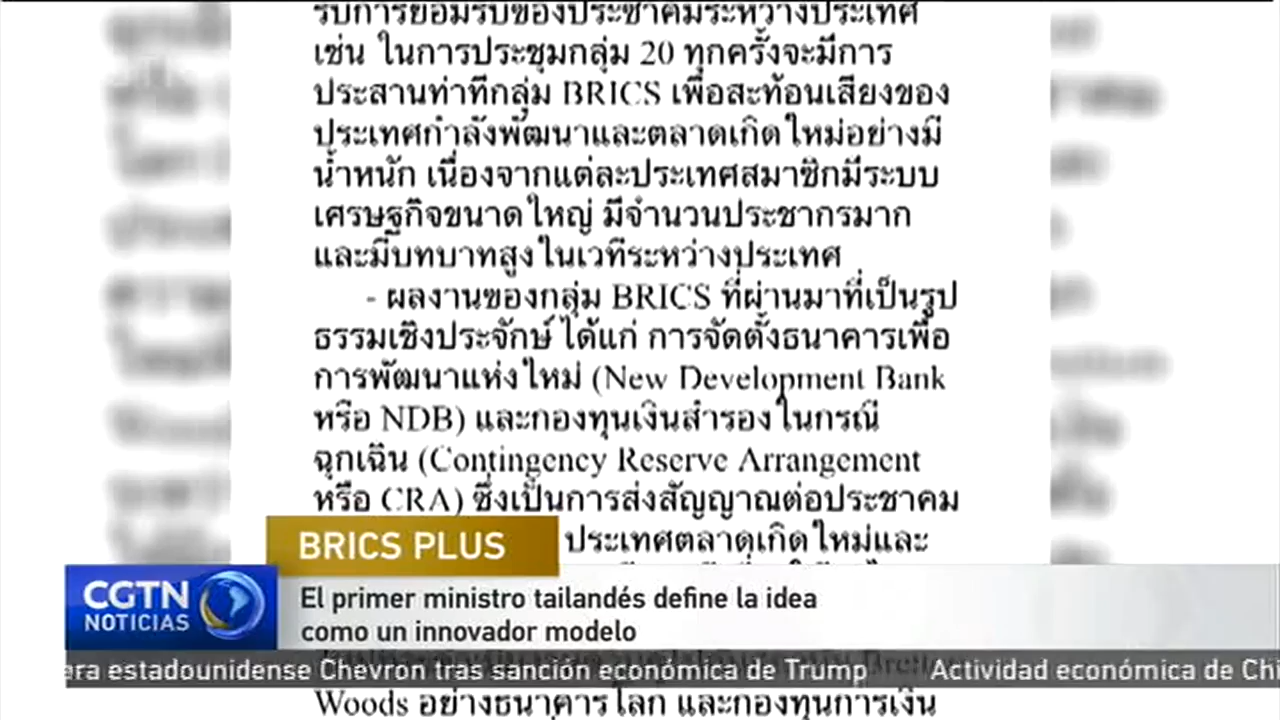 รับการยอมรับของประชาคมระหว่างประเทศ
เช่น ในการประชุมกลุ่ม 20 ทุกครั้งจะมีการ
ประสานท่าทีกลุ่ม BRICS เพื่อสะท้อนเสียงของ
ประเทศกำลังพัฒนาและตลาดเกิดใหม่อย่างมี
น้ำหนัก เนื่องจากแต่ละประเทศสมาชิกมีระบบ
เศรษฐกิจขนาดใหญ่ มีจำนวนประชากรมาก
และมีบทบาทสูงในเวทีระหว่างประเทศ
- ผลงานของกลุ่ม BRICS ที่ผ่านมาที่เป็นรูป
ธรรมเชิงประจักษ์ ได้แก่ การจัดตั้งธนาคารเพื่อ
การพัฒนาแห่งใหม่ (New Development Bank
หรือ NDB) และกองทุนเงินสำรองในกรณี
ฉุกเฉิน (Contingency Reserve Arrangement
หรือ CRA) ซึ่งเป็นการส่งสัญญาณต่อประชาคม
ประเทศตลาดเกิดใหม่และ
BRICS PLUS
CGTN
NOTICIAS
El primer ministro tailandés define la idea
como un innovador modelo
ara estadounidense Chevron tras sanción económica de Trump Actividad económica de Chi
Woods อย่างธนาคารโลก และกองทุนการเงิน